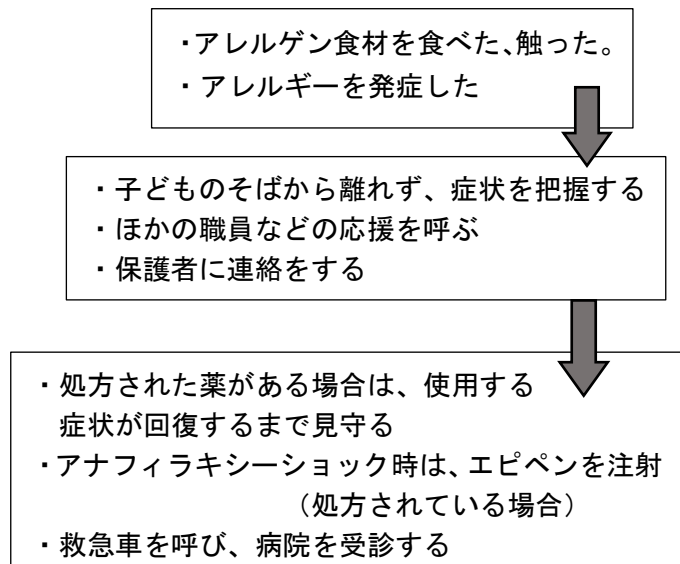 ・アレルゲン食材を食べた、触った。
・アレルギーを発症した
・子どものそばから離れず、症状を把握する
・ほかの職員などの応援を呼ぶ
・保護者に連絡をする
・処方された薬がある場合は、使用する
症状が回復するまで見守る
・アナフィラキシーショック時は、エピペンを注射
（処方されている場合）
・救急車を呼び、病院を受診する